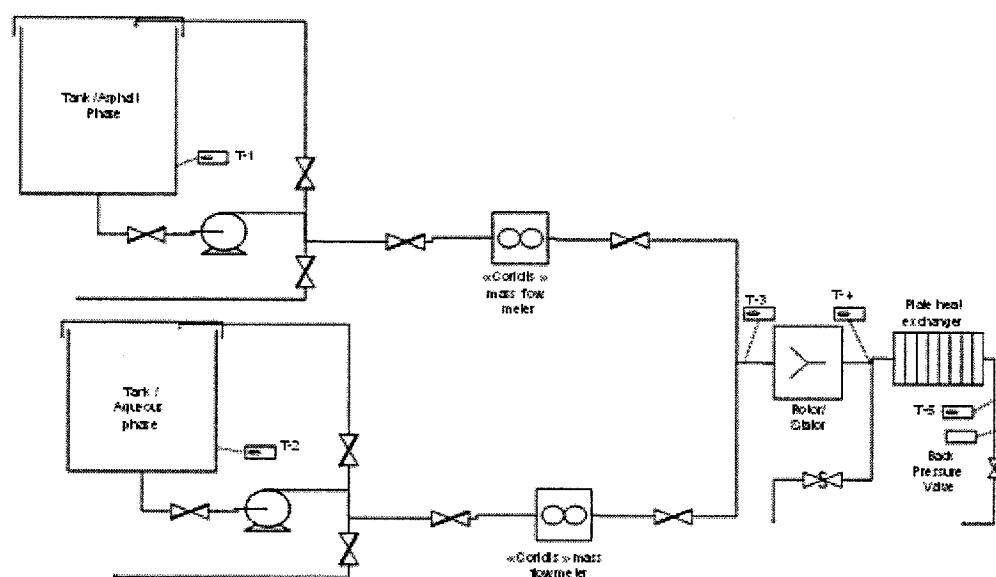 Tank /Asphalt
Phase
T-1
«Coriolis »
mass flow
meter
T-3
T-4
Plate heat
exchanger
Tank /
Aqueous
phase
T-2
Rotor/
Stator
T-5
Back
Pressure
Valve
«Coriolis » mass
flowmeter